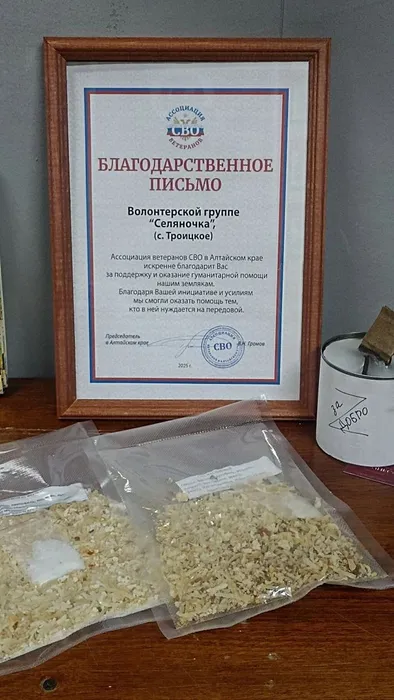 АССОЦИАЦИЯ
СВО
ВЕТЕРАНОВ
БЛАГОДАРСТВЕННОЕ
ПИСЬМО
Волонтерской группе
"Селяночка",
(с. Троицкое)
Ассоциация ветеранов СВО в Алтайском крае
искренне благодарит Вас
за поддержку и оказание гуманитарной помощи
нашим землякам.
Благодаря Вашей инициативе и усилиям
мы смогли оказать помощь тем,
кто в ней нуждается на передовой.
Председатель
в Алтайском крае
СВО
Громов
2025 г.
за
ДОБРО